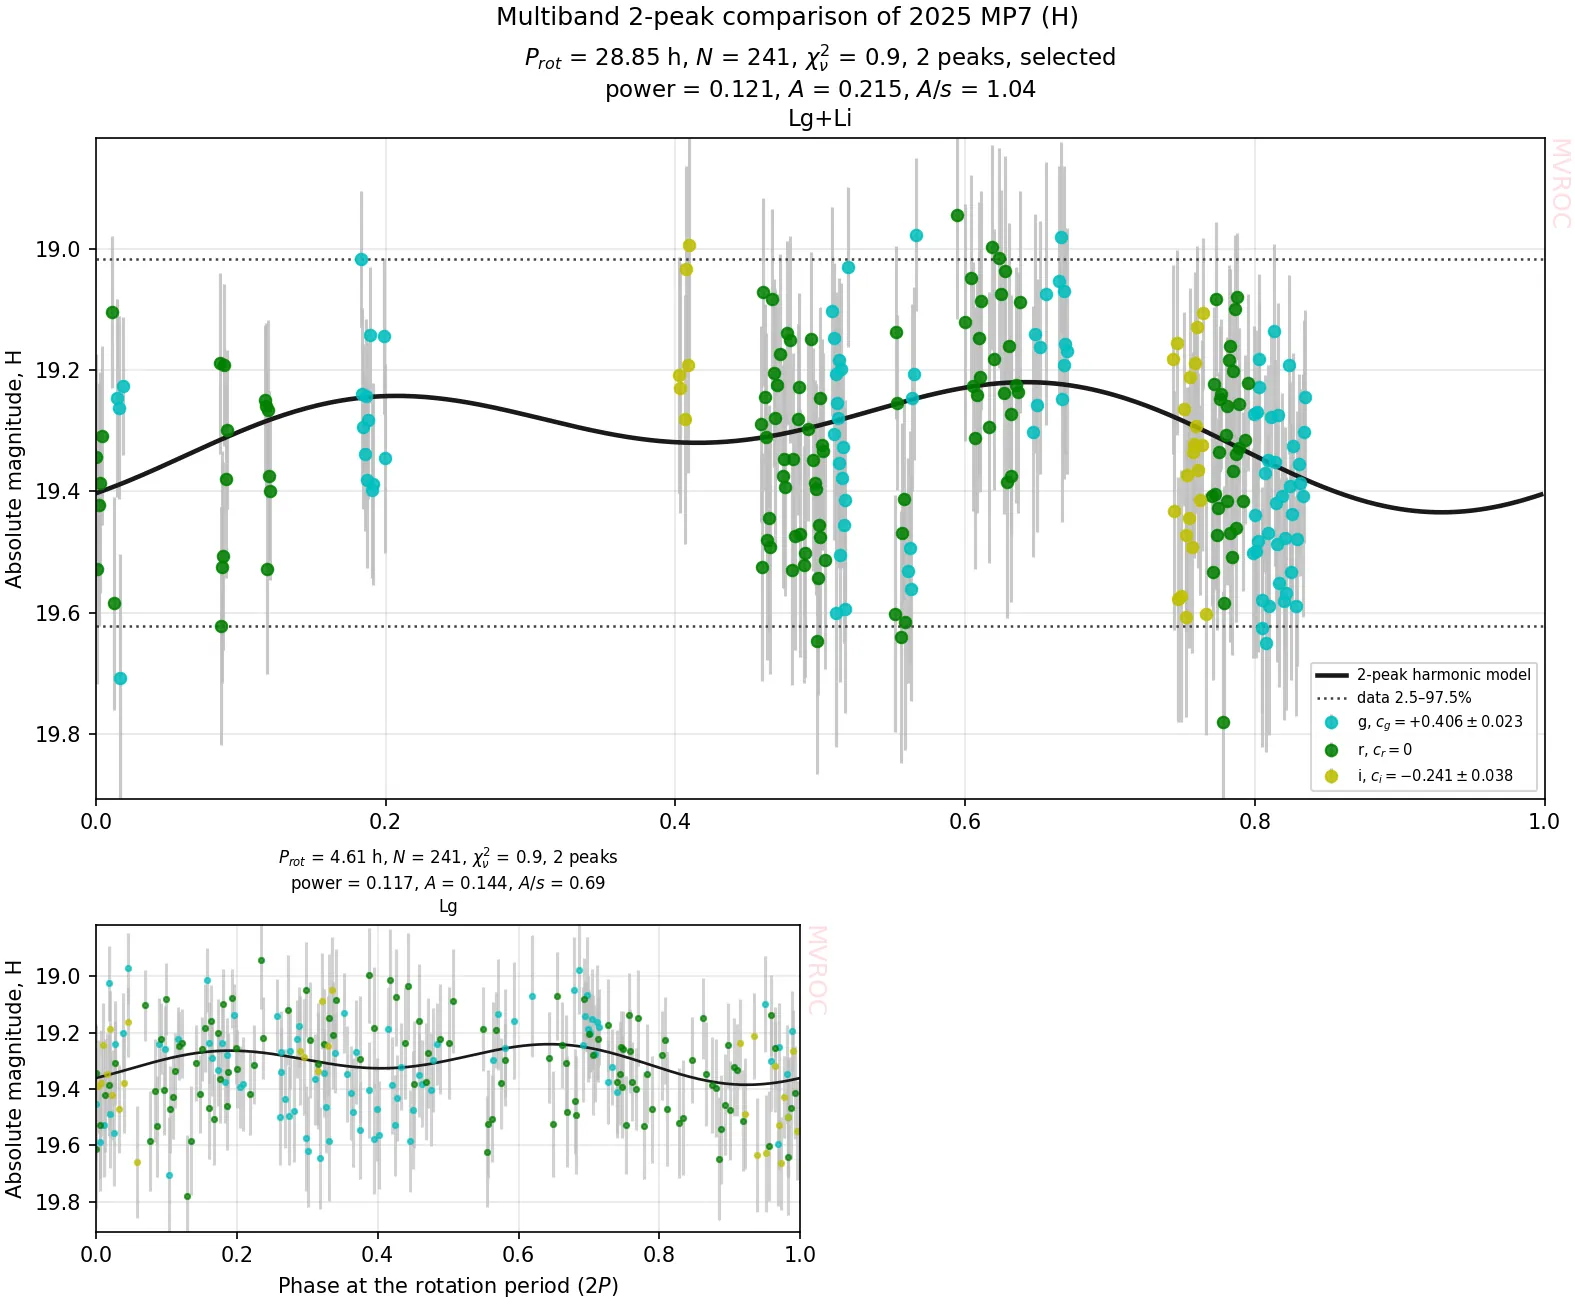 Multiband 2-peak comparison of 2025 MP7 (H)
P_rot = 28.85 h, N = 241, χ²_ν = 0.9, 2 peaks, selected
power = 0.121, A = 0.215, A/s = 1.04
Lg+Li
MVROC
Absolute magnitude, H
19.0
19.2
19.4
19.6
19.8
2-peak harmonic model
data 2.5–97.5%
g, c_g = +0.406 ± 0.023
r, c_r = 0
i, c_i = −0.241 ± 0.038
0.0 0.2 0.4 0.6 0.8 1.0
P_rot = 4.61 h, N = 241, χ²_ν = 0.9, 2 peaks
power = 0.117, A = 0.144, A/s = 0.69
Lg
MVROC
Absolute magnitude, H
19.0
19.2
19.4
19.6
19.8
0.0 0.2 0.4 0.6 0.8 1.0
Phase at the rotation period (2P)